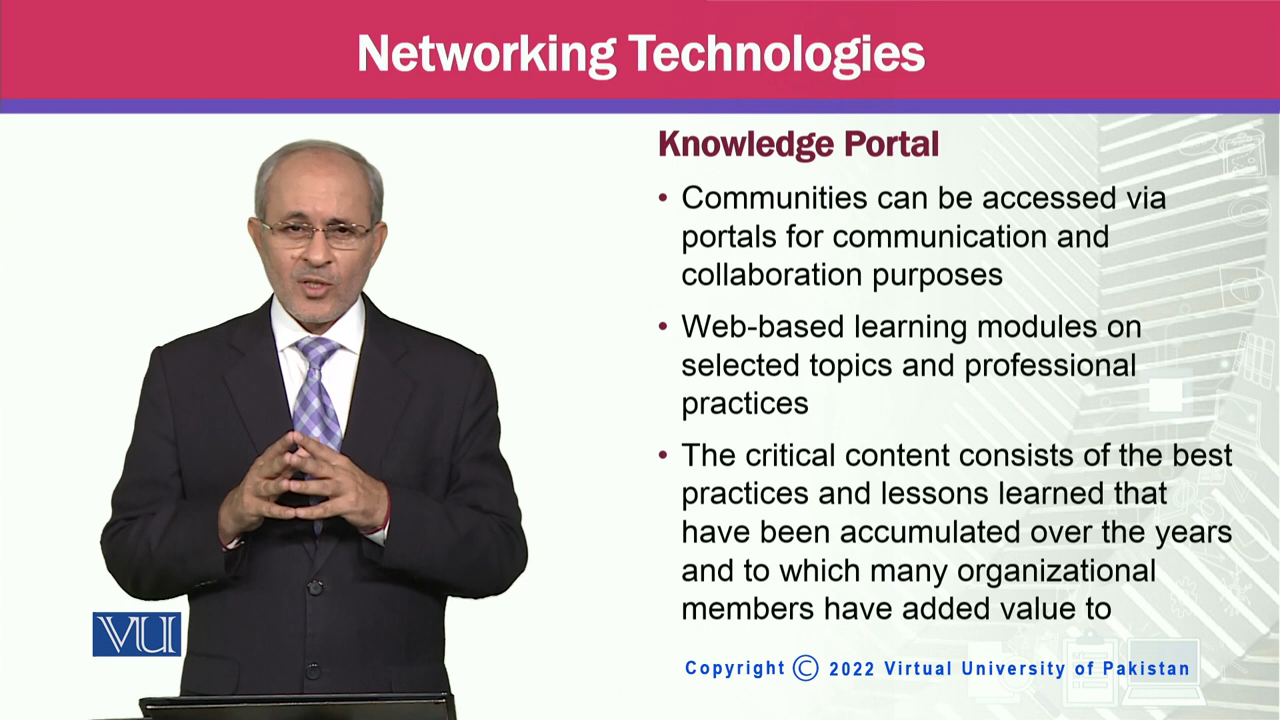 Networking Technologies
Knowledge Portal
• Communities can be accessed via
portals for communication and
collaboration purposes
• Web-based learning modules on
selected topics and professional
practices
• The critical content consists of the best
practices and lessons learned that
have been accumulated over the years
and to which many organizational
members have added value to
VU
Copyright © 2022 Virtual University of Pakistan